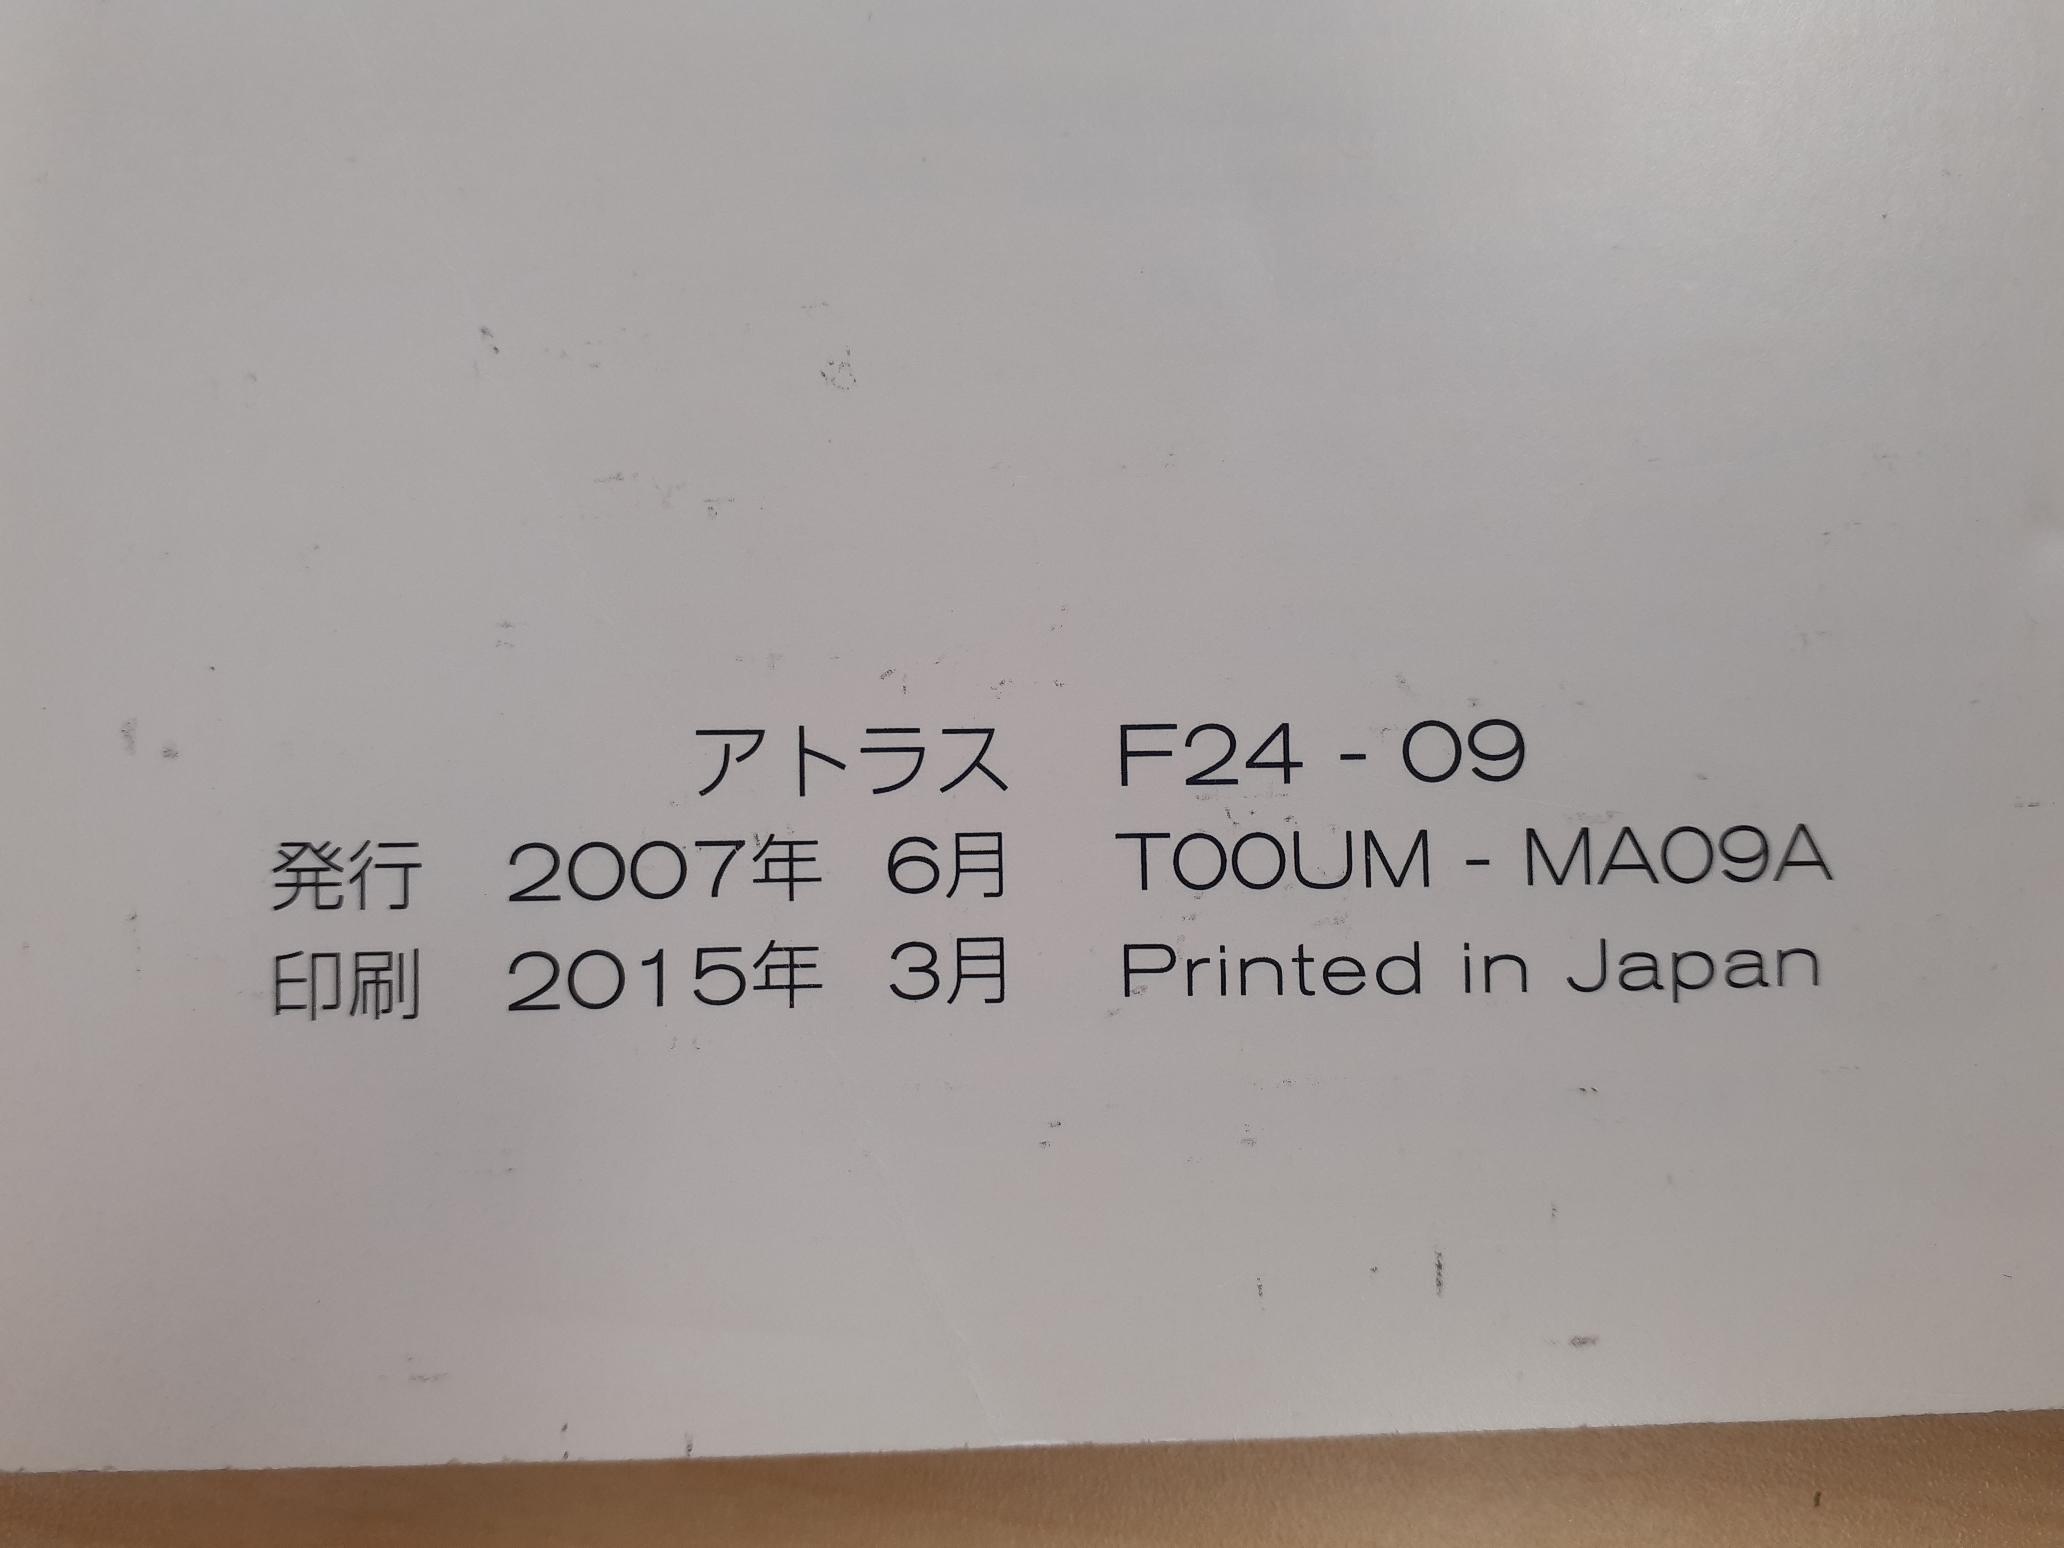 アトラス F24 - 09
発行 2007年 6月 T00UM - MA09A
印刷 2015年 3月 Printed in Japan